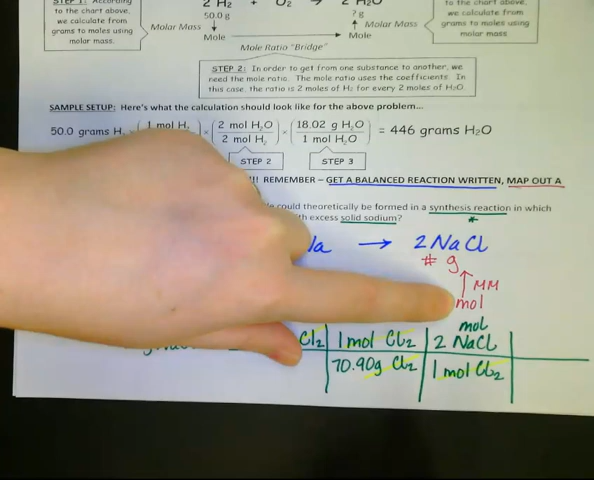 STEP 1: According
to the chart above,
we calculate from
grams to moles using
molar mass.
2 H₂ + O₂ → 2 H₂O
50.0 g ? g
Molar Mass ↓ ↑ Molar Mass
Mole → Mole
Mole Ratio "Bridge"
to the chart above,
we calculate from
grams to moles using
molar mass.
STEP 2: In order to get from one substance to another, we
need the mole ratio. The mole ratio uses the coefficients. In
this case, the ratio is 2 moles of H₂ for every 2 moles of H₂O.
SAMPLE SETUP: Here's what the calculation should look like for the above problem...
50.0 grams H₂ × (1 mol H₂ × (2 mol H₂O / 2 mol H₂) × (18.02 g H₂O / 1 mol H₂O) = 446 grams H₂O
STEP 2 STEP 3
!!! REMEMBER – GET A BALANCED REACTION WRITTEN, MAP OUT A
could theoretically be formed in a synthesis reaction in which
excess solid sodium?
*
→ 2NaCl
# g
↑ MM
mol
Cl₂ | 1 mol Cl₂ | 2 mol NaCl
70.90g Cl₂ | 1 mol Cl₂